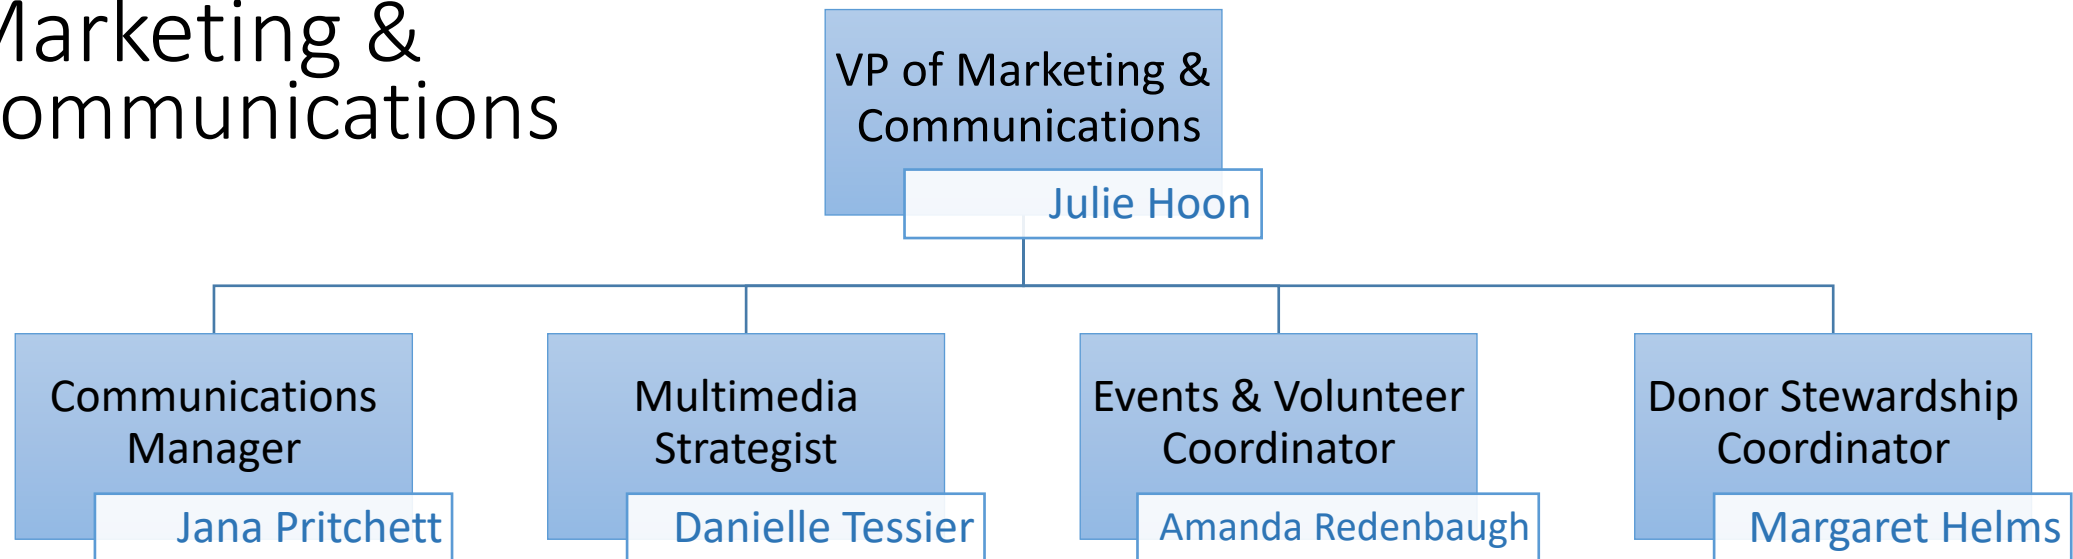 Marketing &
ommunications
VP of Marketing &
Communications
Julie Hoon
Communications
Manager
Jana Pritchett
Multimedia
Strategist
Danielle Tessier
Events & Volunteer
Coordinator
Amanda Redenbaugh
Donor Stewardship
Coordinator
Margaret Helms